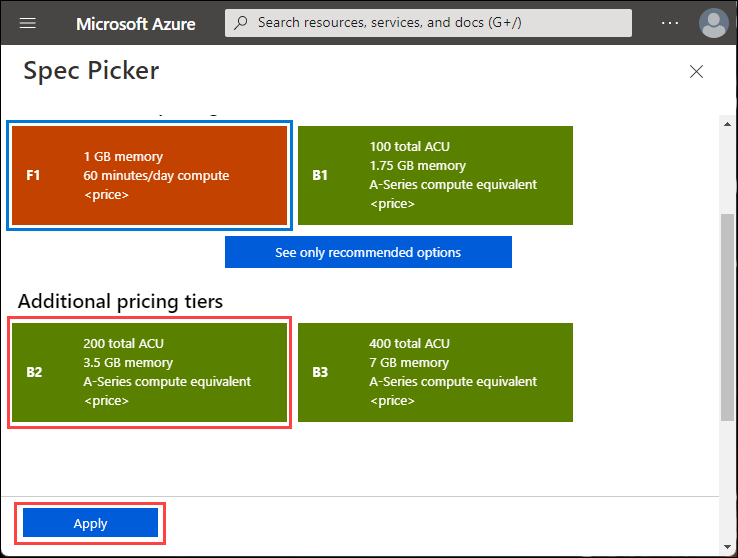 Microsoft Azure
Search resources, services, and docs (G+/)
Spec Picker
F1
1 GB memory
60 minutes/day compute
<price>
B1
100 total ACU
1.75 GB memory
A-Series compute equivalent
<price>
See only recommended options
Additional pricing tiers
B2
200 total ACU
3.5 GB memory
A-Series compute equivalent
<price>
B3
400 total ACU
7 GB memory
A-Series compute equivalent
<price>
Apply